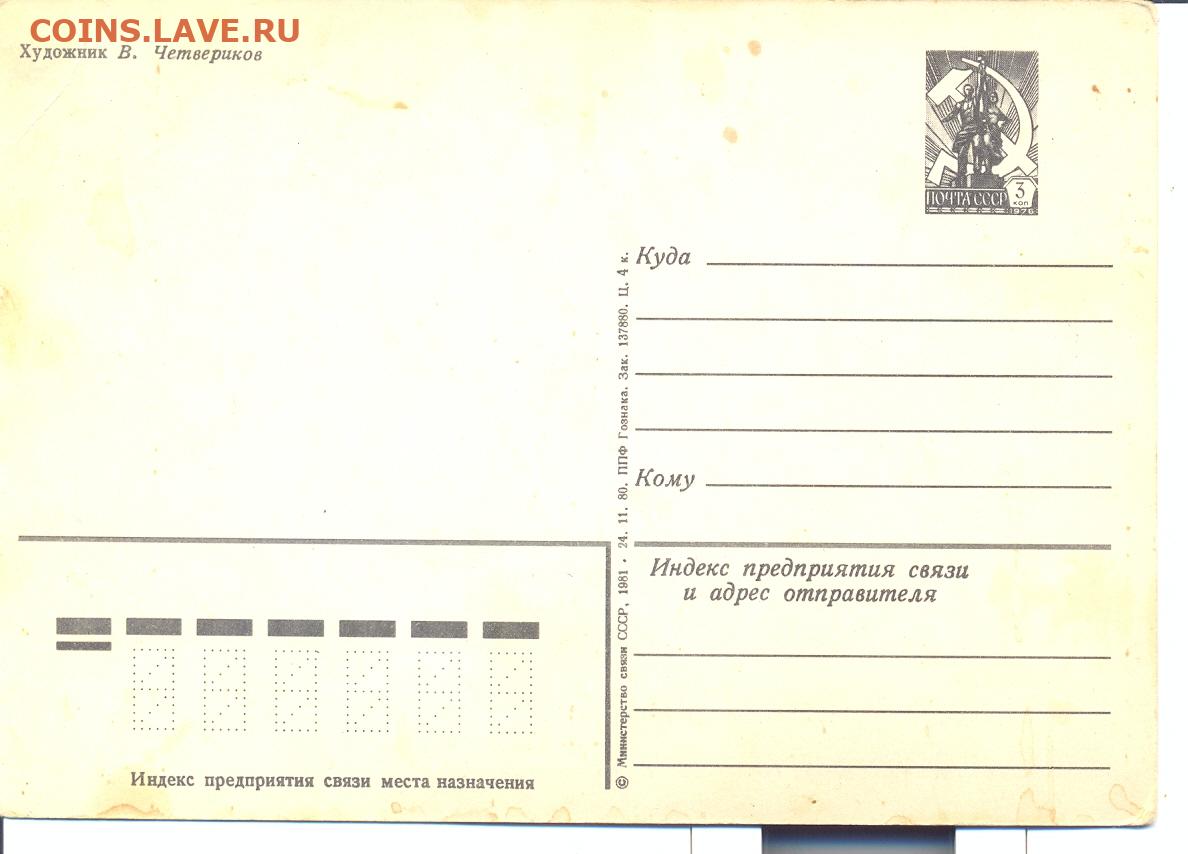 COINS.LAVE.RU
Художник В. Четвериков
ПОЧТА СССР
3
коп
1976
Куда
© Министерство связи СССР, 1981 · 24. 11. 80. ППФ Гознака. Зак. 137880. Ц. 4 к.
Кому
Индекс предприятия связи
и адрес отправителя
Индекс предприятия связи места назначения